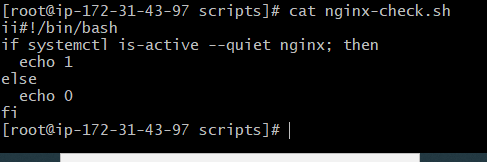 [root@ip-172-31-43-97 scripts]# cat nginx-check.sh
ii#!/bin/bash
if systemctl is-active --quiet nginx; then
  echo 1
else
  echo 0
fi
[root@ip-172-31-43-97 scripts]#